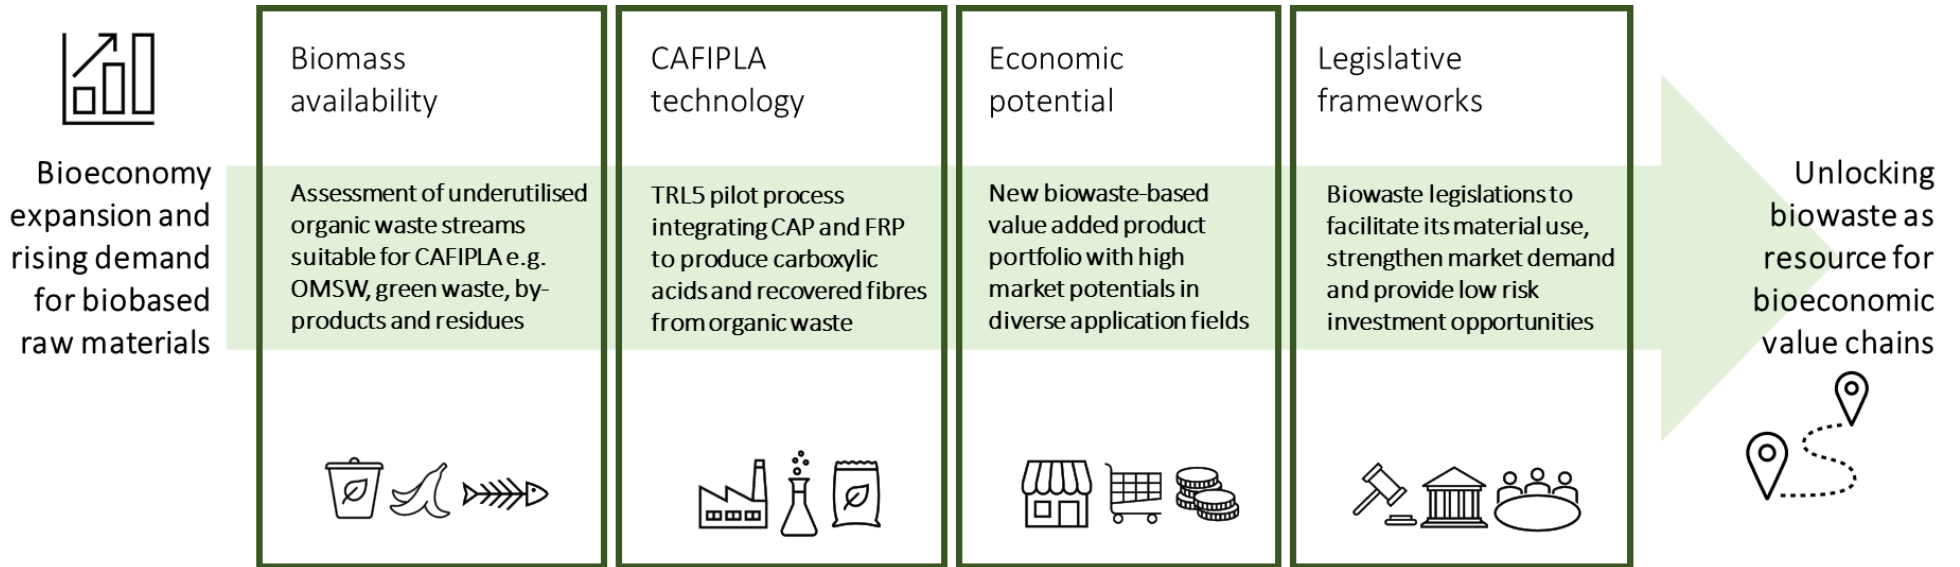 Bioeconomy
expansion and
rising demand
for biobased
raw materials
Biomass
availability
Assessment of underutilised
organic waste streams
suitable for CAFIPLA e.g.
OMSW, green waste, by-
products and residues
CAFIPLA
technology
TRL5 pilot process
integrating CAP and FRP
to produce carboxylic
acids and recovered fibres
from organic waste
Economic
potential
New biowaste-based
value added product
portfolio with high
market potentials in
diverse application fields
Legislative
frameworks
Biowaste legislations to
facilitate its material use,
strengthen market demand
and provide low risk
investment opportunities
Unlocking
biowaste as
resource for
bioeconomic
value chains